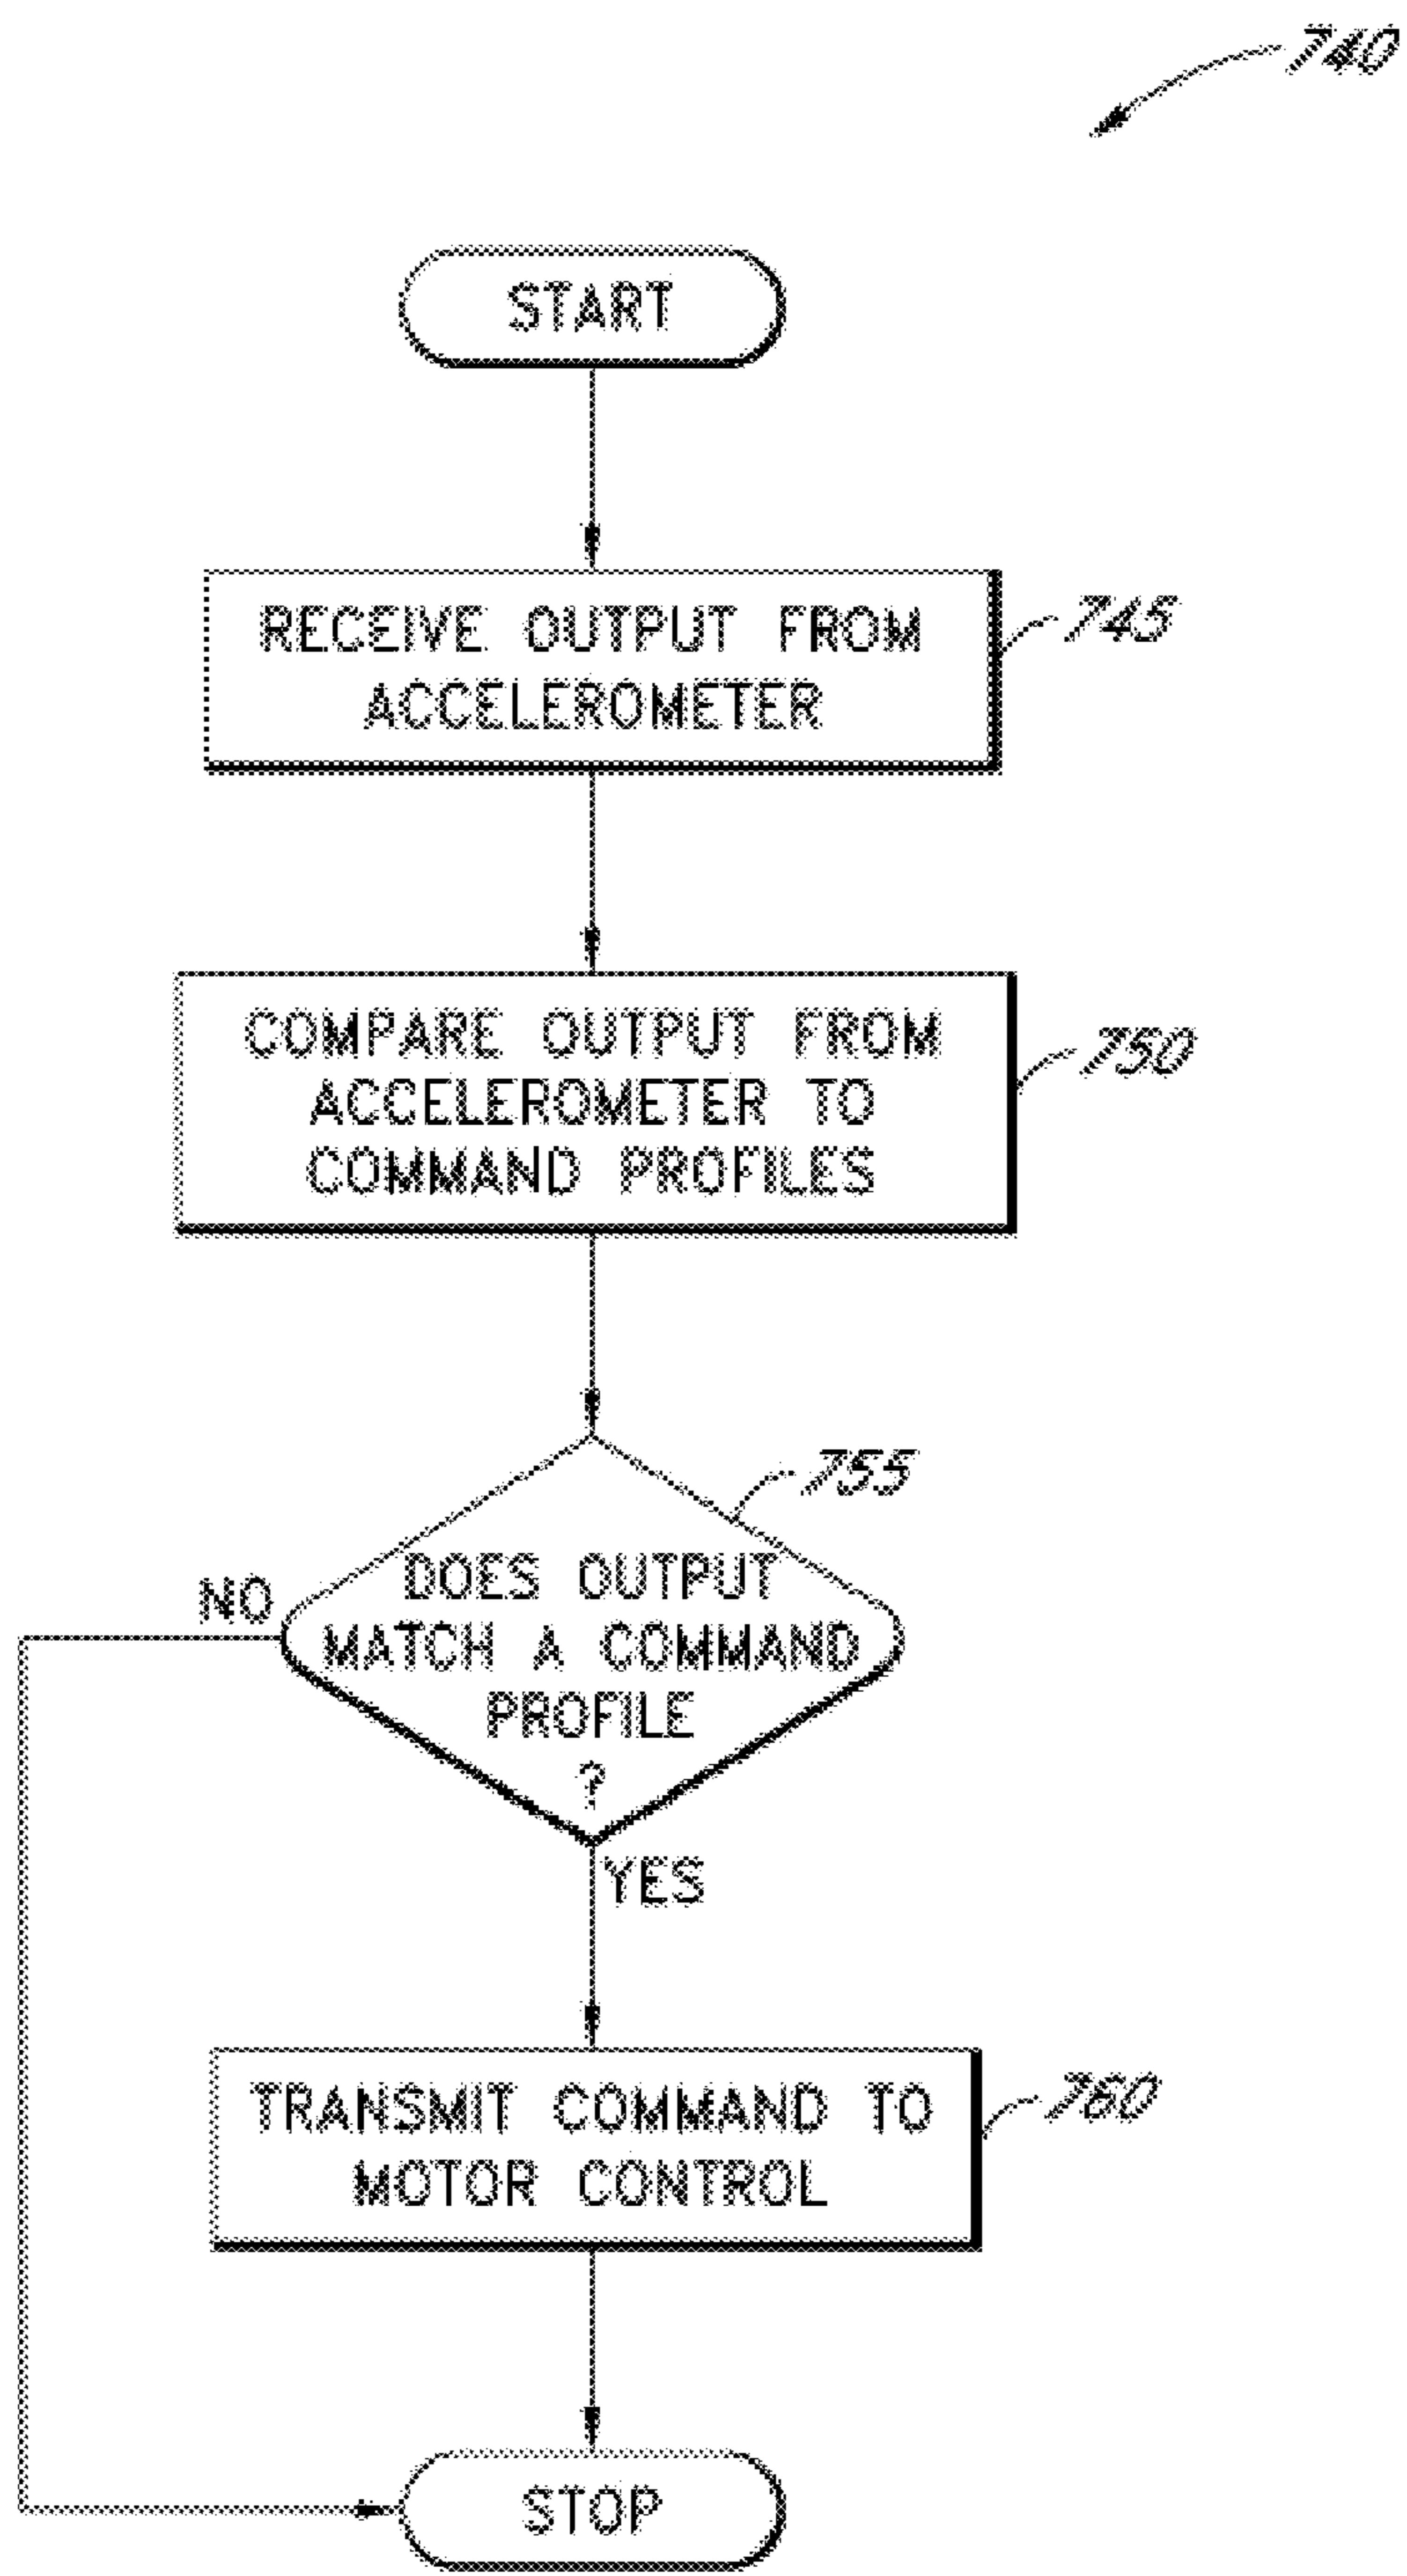 740
START
RECEIVE OUTPUT FROM
ACCELEROMETER
745
COMPARE OUTPUT FROM
ACCELEROMETER TO
COMMAND PROFILES
750
755
DOES OUTPUT
MATCH A COMMAND
PROFILE
?
NO
YES
TRANSMIT COMMAND TO
MOTOR CONTROL
760
STOP